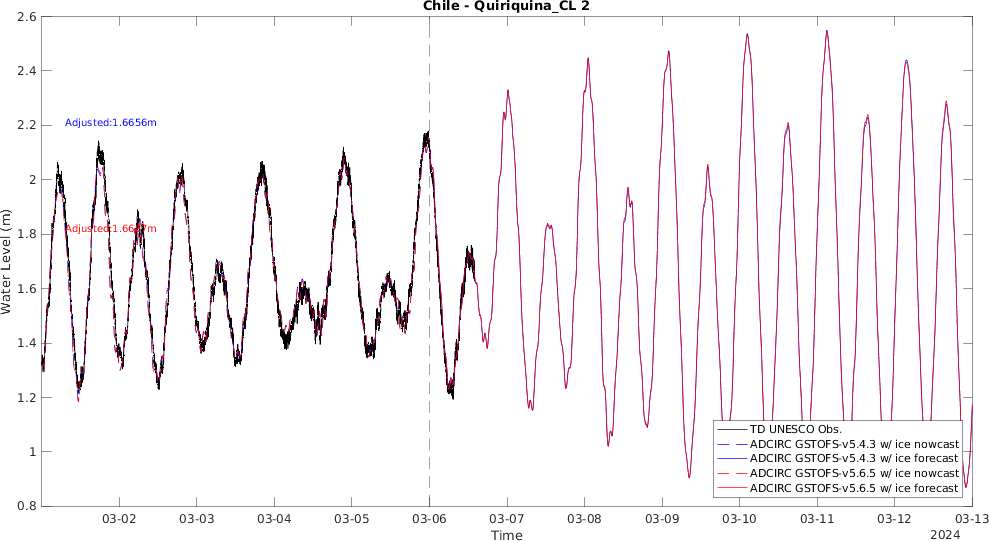 Chile - Quiriquina_CL 2
2.6
2.4
2.2
2
1.8
1.6
1.4
1.2
1
0.8
Water Level (m)
Adjusted:1.6656m
TD UNESCO Obs.
ADCIRC GSTOFS-v5.4.3 w/ ice nowcast
ADCIRC GSTOFS-v5.4.3 w/ ice forecast
ADCIRC GSTOFS-v5.6.5 w/ ice nowcast
ADCIRC GSTOFS-v5.6.5 w/ ice forecast
03-02 03-03 03-04 03-05 03-06 03-07 03-08 03-09 03-10 03-11 03-12 03-13
Time
2024